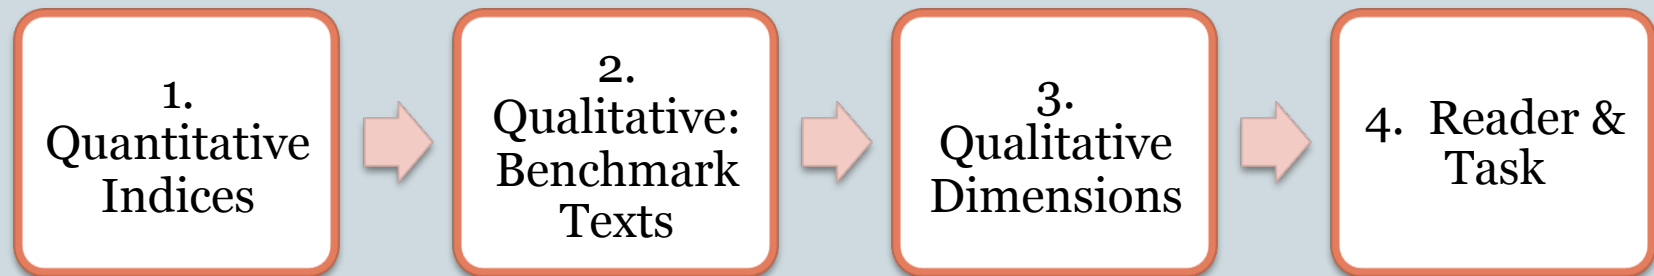 1.
Quantitative
Indices
2.
Qualitative:
Benchmark
Texts
3.
Qualitative
Dimensions
4. Reader &
Task